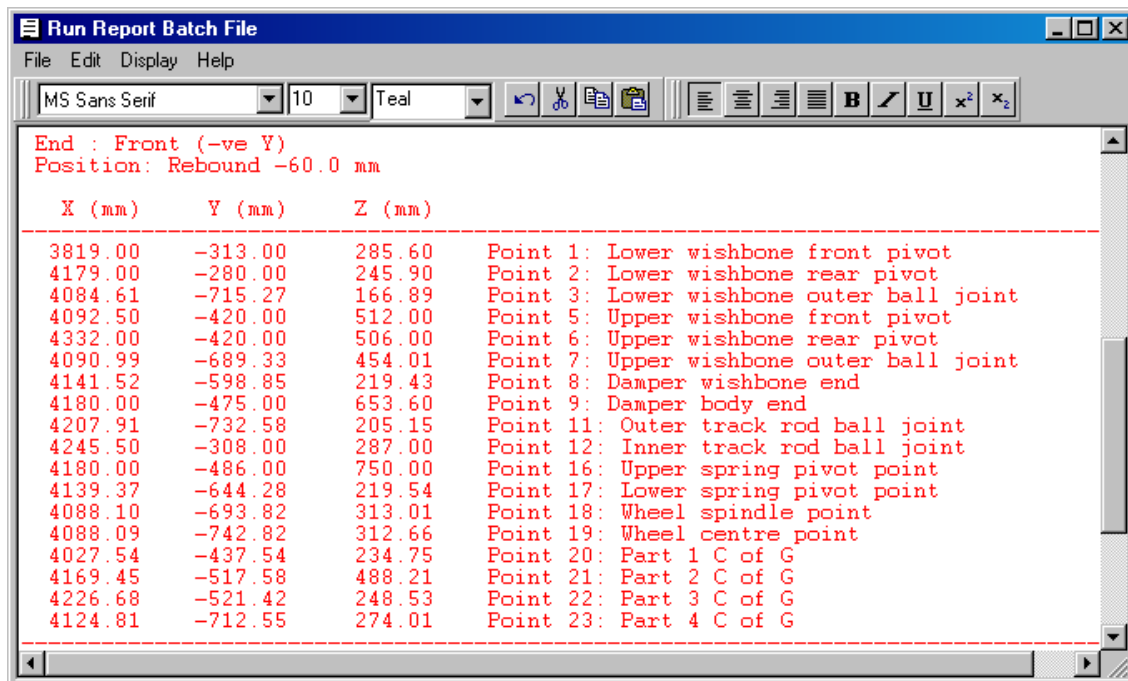 Run Report Batch File
File Edit Display Help
MS Sans Serif 10 Teal B I U x² x₂
End : Front (-ve Y)
Position: Rebound -60.0 mm
X (mm) Y (mm) Z (mm)
3819.00 -313.00 285.60 Point 1: Lower wishbone front pivot
4179.00 -280.00 245.90 Point 2: Lower wishbone rear pivot
4084.61 -715.27 166.89 Point 3: Lower wishbone outer ball joint
4092.50 -420.00 512.00 Point 5: Upper wishbone front pivot
4332.00 -420.00 506.00 Point 6: Upper wishbone rear pivot
4090.99 -689.33 454.01 Point 7: Upper wishbone outer ball joint
4141.52 -598.85 219.43 Point 8: Damper wishbone end
4180.00 -475.00 653.60 Point 9: Damper body end
4207.91 -732.58 205.15 Point 11: Outer track rod ball joint
4245.50 -308.00 287.00 Point 12: Inner track rod ball joint
4180.00 -486.00 750.00 Point 16: Upper spring pivot point
4139.37 -644.28 219.54 Point 17: Lower spring pivot point
4088.10 -693.82 313.01 Point 18: Wheel spindle point
4088.09 -742.82 312.66 Point 19: Wheel centre point
4027.54 -437.54 234.75 Point 20: Part 1 C of G
4169.45 -517.58 488.21 Point 21: Part 2 C of G
4226.68 -521.42 248.53 Point 22: Part 3 C of G
4124.81 -712.55 274.01 Point 23: Part 4 C of G